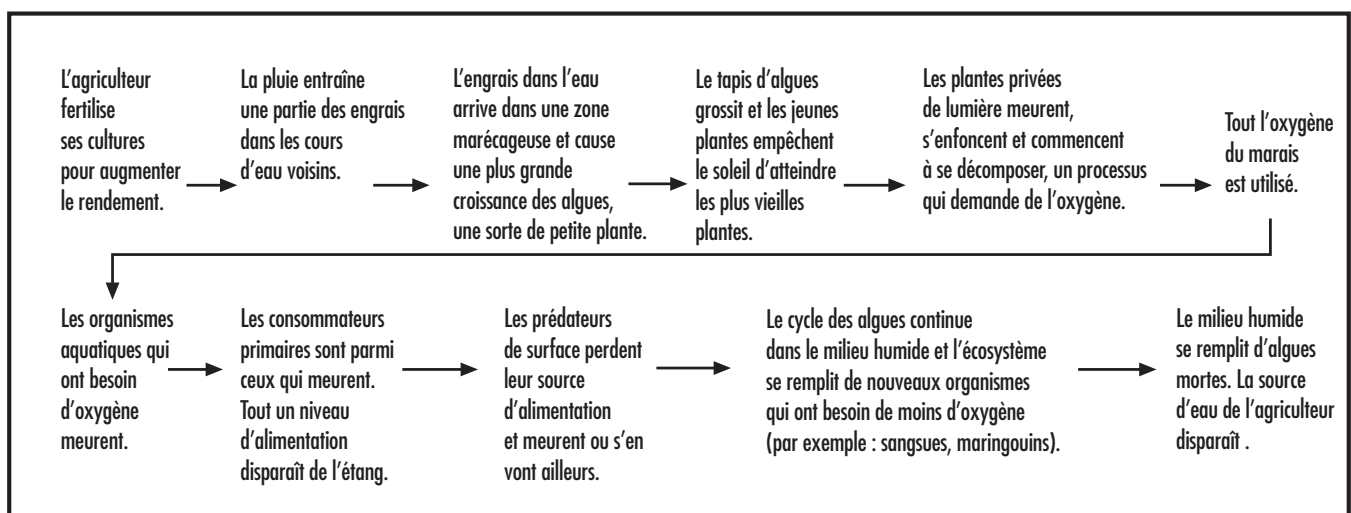 L'agriculteur
fertilise
ses cultures
pour augmenter
le rendement.
La pluie entraîne
une partie des engrais
dans les cours
d'eau voisins.
L'engrais dans l'eau
arrive dans une zone
marécageuse et cause
une plus grande
croissance des algues,
une sorte de petite plante.
Le tapis d'algues
grossit et les jeunes
plantes empêchent
le soleil d'atteindre
les plus vieilles
plantes.
Les plantes privées
de lumière meurent,
s'enfoncent et commencent
à se décomposer, un processus
qui demande de l'oxygène.
Tout l'oxygène
du marais
est utilisé.
Les organismes
aquatiques qui
ont besoin
d'oxygène
meurent.
Les consommateurs
primaires sont parmi
ceux qui meurent.
Tout un niveau
d'alimentation
disparaît de l'étang.
Les prédateurs
de surface perdent
leur source
d'alimentation
et meurent ou s'en
vont ailleurs.
Le cycle des algues continue
dans le milieu humide et l'écosystème
se remplit de nouveaux organismes
qui ont besoin de moins d'oxygène
(par exemple : sangsues, maringouins).
Le milieu humide
se remplit d'algues
mortes. La source
d'eau de l'agriculteur
disparaît .